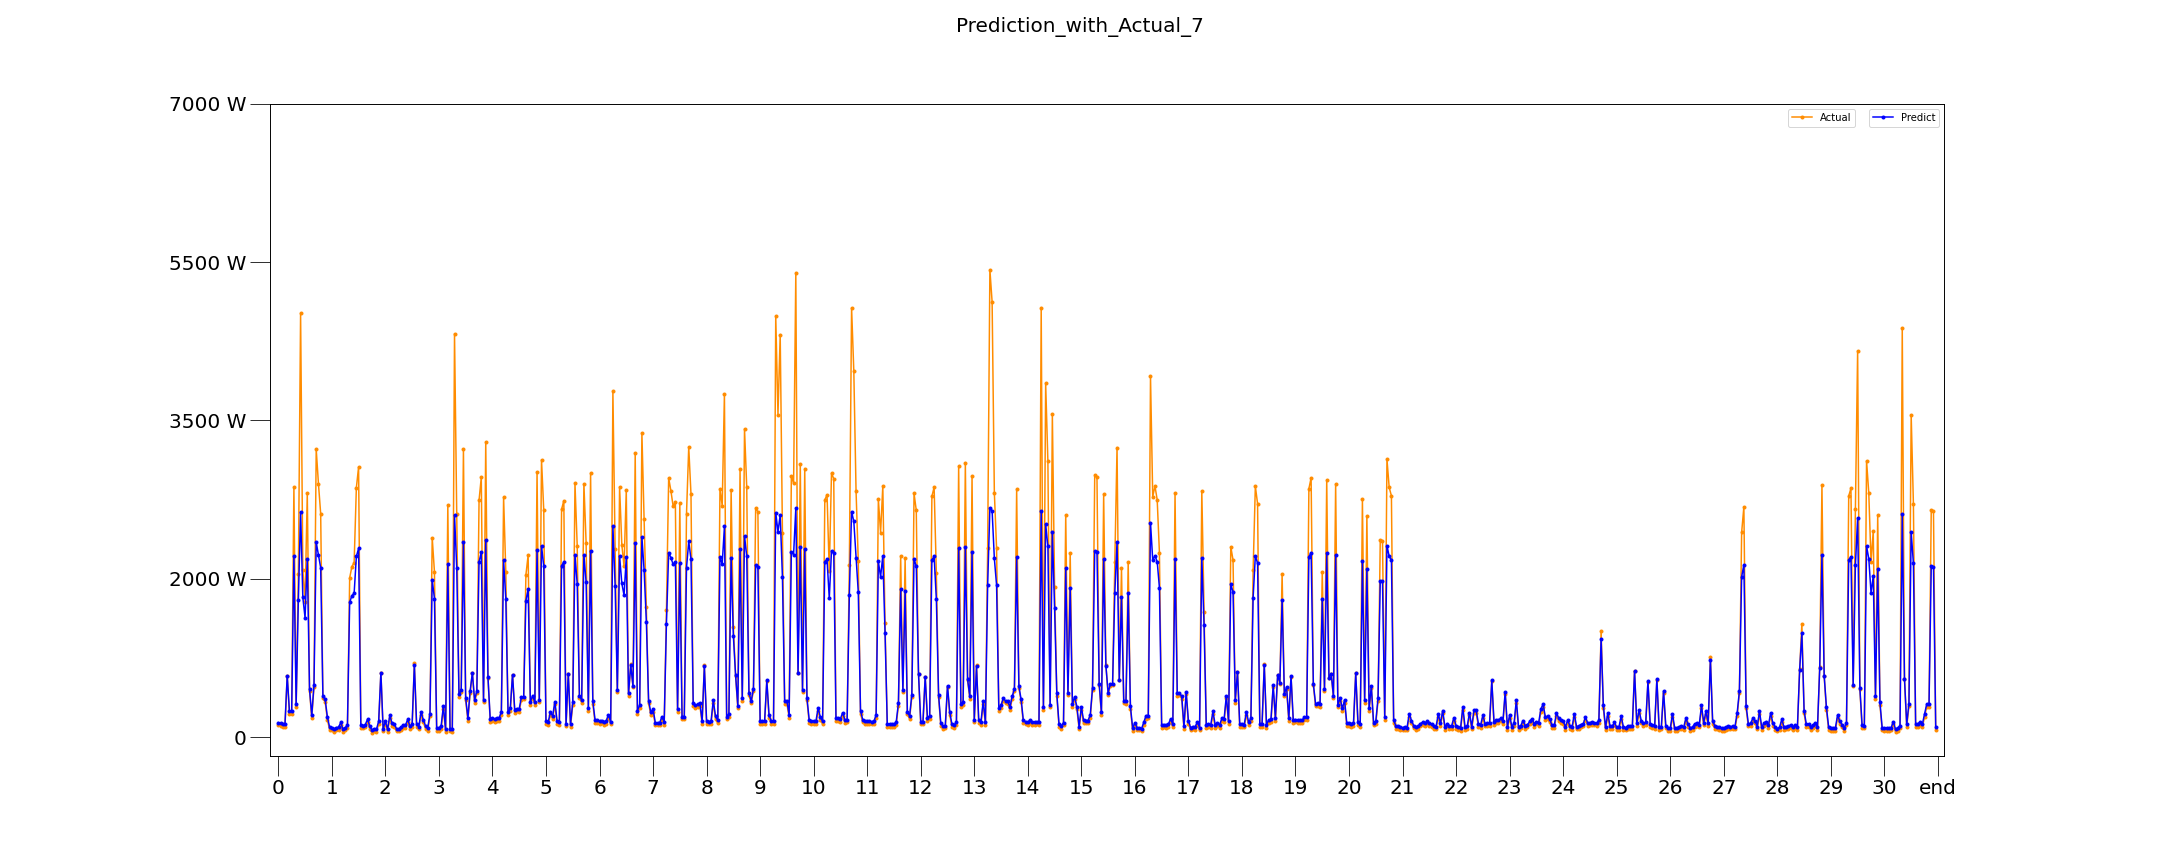 Prediction_with_Actual_7
7000 W
Actual Predict
5500 W
3500 W
2000 W
0
0 1 2 3 4 5 6 7 8 9 10 11 12 13 14 15 16 17 18 19 20 21 22 23 24 25 26 27 28 29 30 end